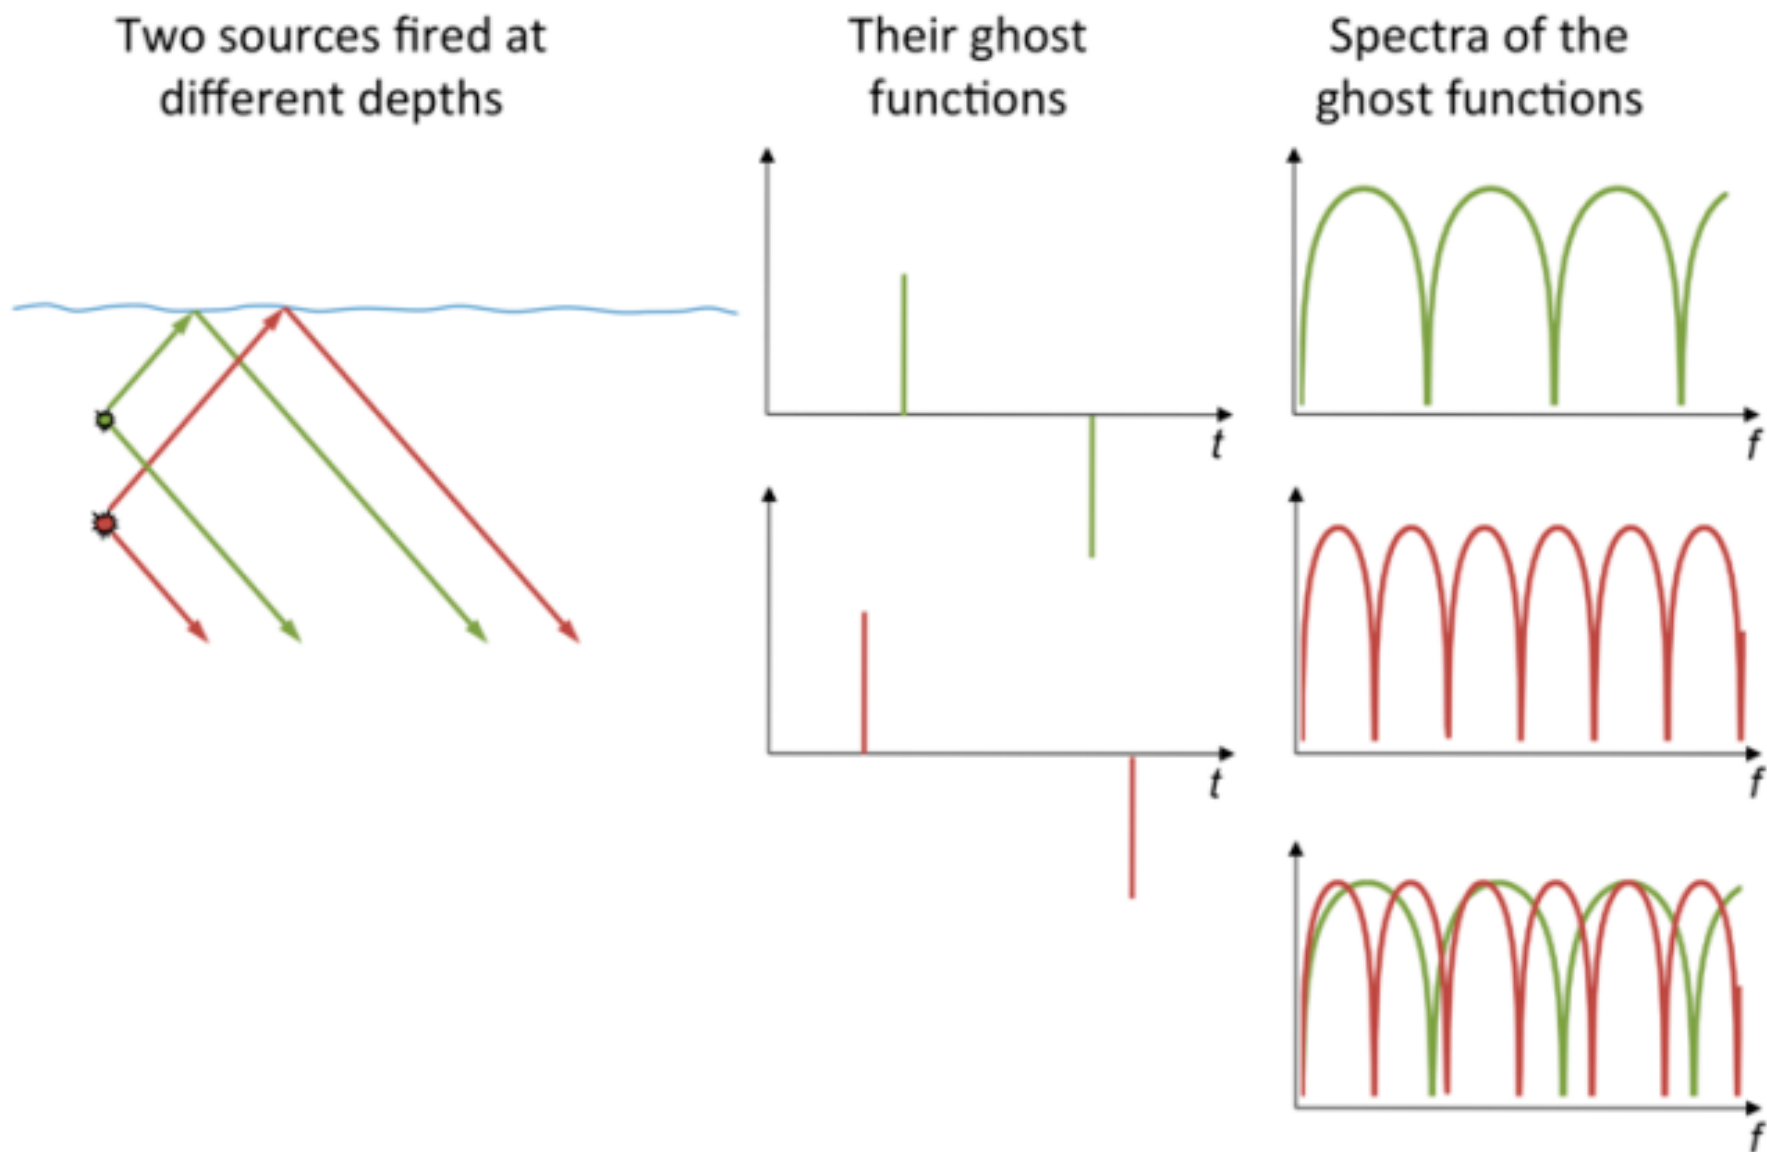 Two sources fired at
different depths
Their ghost
functions
Spectra of the
ghost functions
t
f
t
f
f